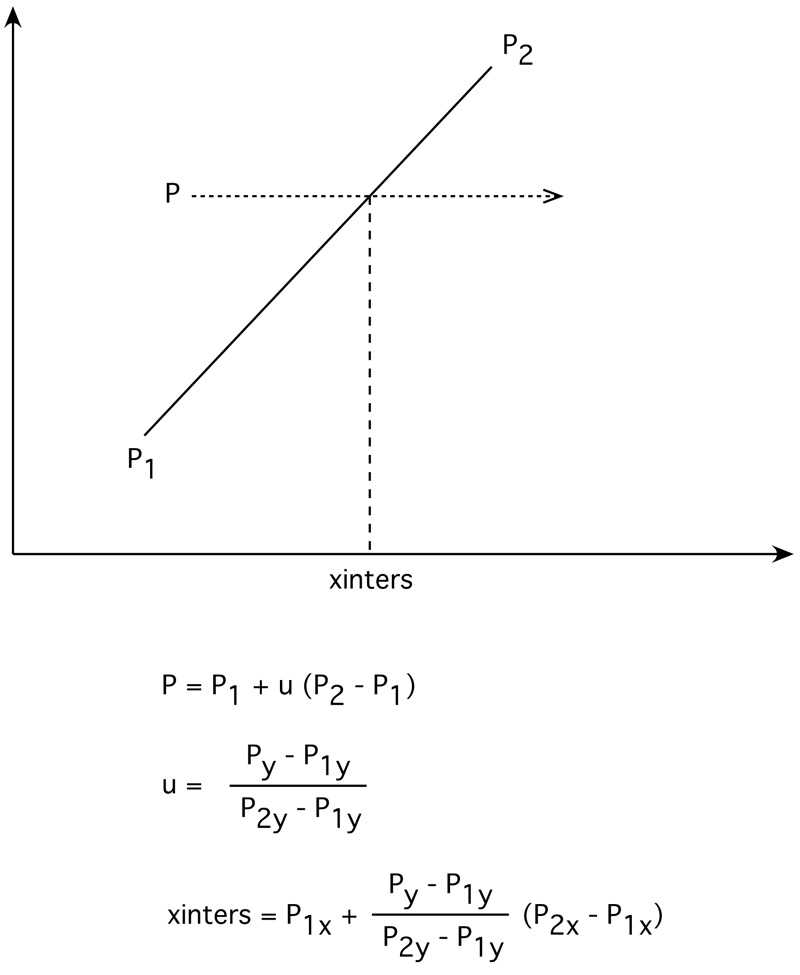 P₂
P
P₁
xinters
P = P₁ + u (P₂ - P₁)
Py - P1y
u =
P2y - P1y
Py - P1y
xinters = P1x + (P2x - P1x)
P2y - P1y